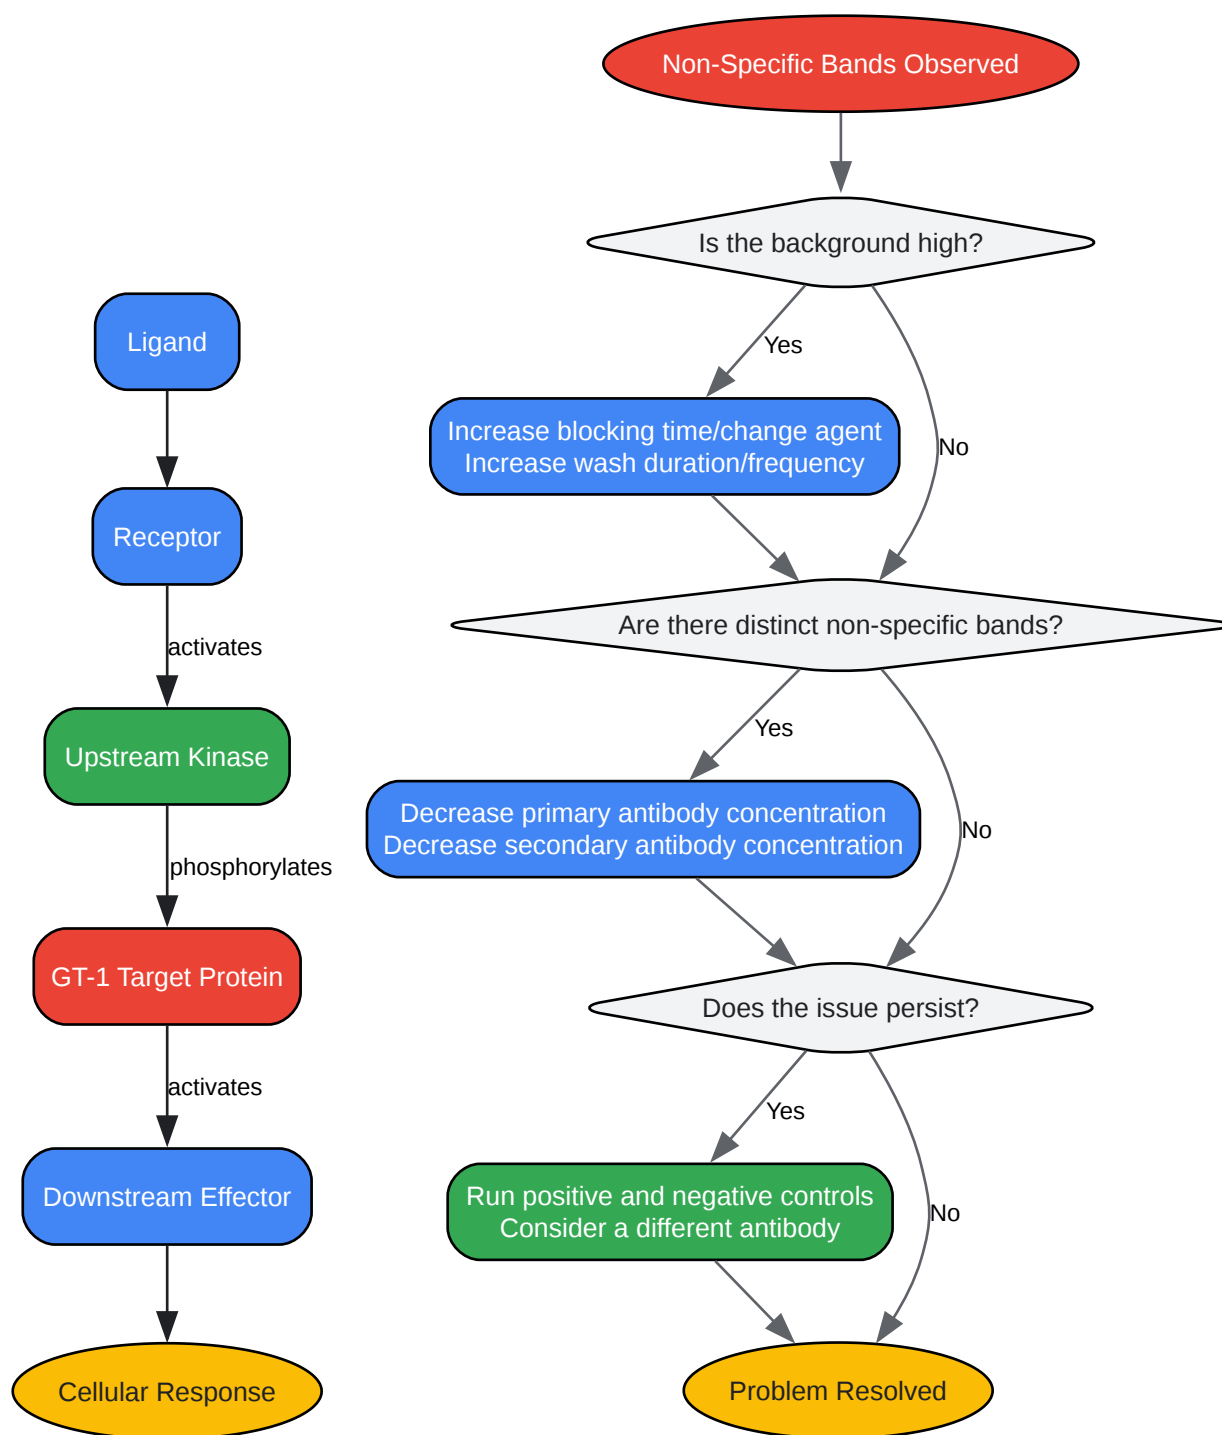 Ligand
Receptor
activates
Upstream Kinase
phosphorylates
GT-1 Target Protein
activates
Downstream Effector
Cellular Response
Non-Specific Bands Observed
Is the background high?
Yes
No
Increase blocking time/change agent
Increase wash duration/frequency
Are there distinct non-specific bands?
Yes
No
Decrease primary antibody concentration
Decrease secondary antibody concentration
Does the issue persist?
Yes
No
Run positive and negative controls
Consider a different antibody
Problem Resolved